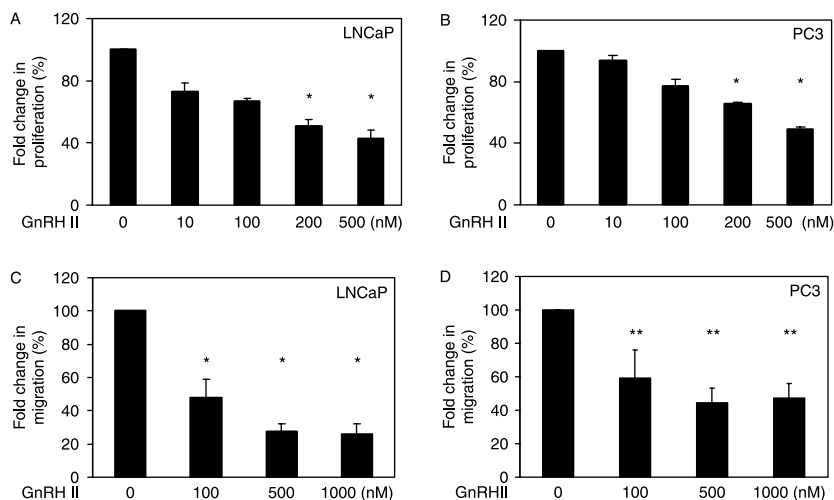 A
LNCaP
Fold change in
proliferation (%)
120
80
40
0
GnRH II
0 10 100 200 500 (nM)
*
*
B
PC3
Fold change in
proliferation (%)
120
80
40
0
GnRH II
0 10 100 200 500 (nM)
*
*
C
LNCaP
Fold change in
migration (%)
120
100
80
60
40
20
0
GnRH II
0 100 500 1000 (nM)
*
*
*
D
PC3
Fold change in
migration (%)
120
100
80
60
40
20
0
GnRHII
0 100 500 1000 (nM)
**
**
**